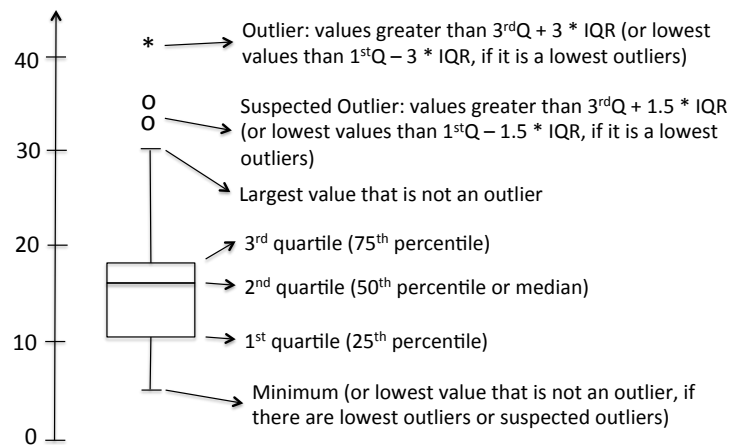 Outlier: values greater than 3rdQ + 3 * IQR (or lowest
values than 1stQ – 3 * IQR, if it is a lowest outliers)
*
40
o
o
Suspected Outlier: values greater than 3rdQ + 1.5 * IQR
(or lowest values than 1stQ – 1.5 * IQR, if it is a lowest
outliers)
30
Largest value that is not an outlier
20
3rd quartile (75th percentile)
2nd quartile (50th percentile or median)
10
1st quartile (25th percentile)
Minimum (or lowest value that is not an outlier, if
there are lowest outliers or suspected outliers)
0